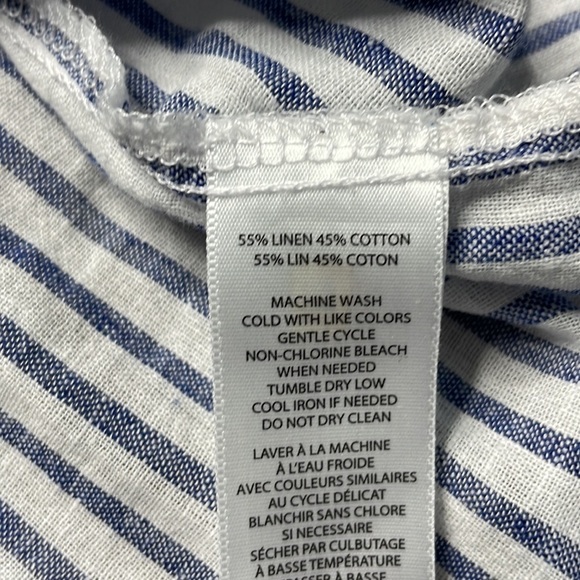 55% LINEN 45% COTTON
55% LIN 45% COTON
MACHINE WASH
COLD WITH LIKE COLORS
GENTLE CYCLE
NON-CHLORINE BLEACH
WHEN NEEDED
TUMBLE DRY LOW
COOL IRON IF NEEDED
DO NOT DRY CLEAN
LAVER À LA MACHINE
À L'EAU FROIDE
AVEC COULEURS SIMILAIRES
AU CYCLE DÉLICAT
BLANCHIR SANS CHLORE
SI NECESSAIRE
SÉCHER PAR CULBUTAGE
À BASSE TEMPÉRATURE
À BASSE